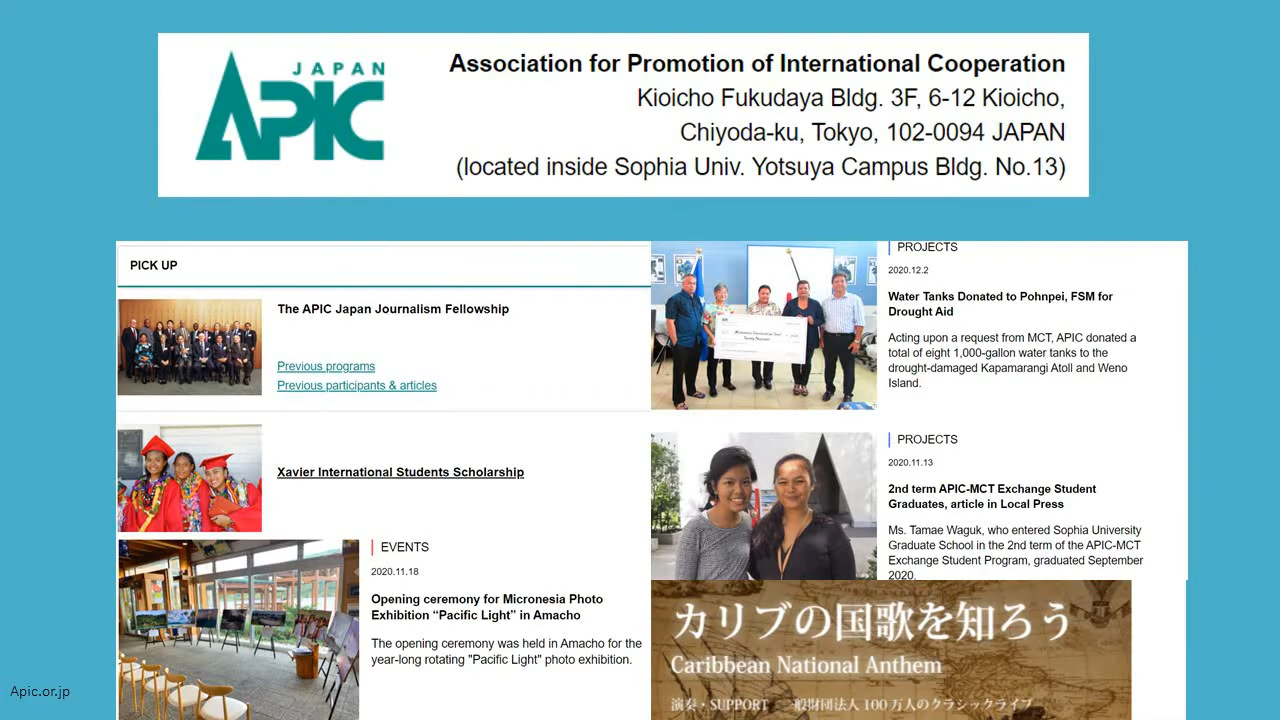 JAPAN
APIC
Association for Promotion of International Cooperation
Kioicho Fukudaya Bldg. 3F, 6-12 Kioicho,
Chiyoda-ku, Tokyo, 102-0094 JAPAN
(located inside Sophia Univ. Yotsuya Campus Bldg. No.13)
PICK UP
The APIC Japan Journalism Fellowship
Previous programs
Previous participants & articles
Xavier International Students Scholarship
EVENTS
2020.11.18
Opening ceremony for Micronesia Photo
Exhibition “Pacific Light” in Amacho
The opening ceremony was held in Amacho for the
year-long rotating "Pacific Light" photo exhibition.
PROJECTS
2020.12.2
Water Tanks Donated to Pohnpei, FSM for
Drought Aid
Acting upon a request from MCT, APIC donated a
total of eight 1,000-gallon water tanks to the
drought-damaged Kapamarangi Atoll and Weno
Island.
PROJECTS
2020.11.13
2nd term APIC-MCT Exchange Student
Graduates, article in Local Press
Ms. Tamae Waguk, who entered Sophia University
Graduate School in the 2nd term of the APIC-MCT
Exchange Student Program, graduated September
2020.
カリブの国歌を知ろう
Caribbean National Anthem
演奏・SUPPORT 一般財団法人 100 万人のクラシックライブ
Apic.or.jp